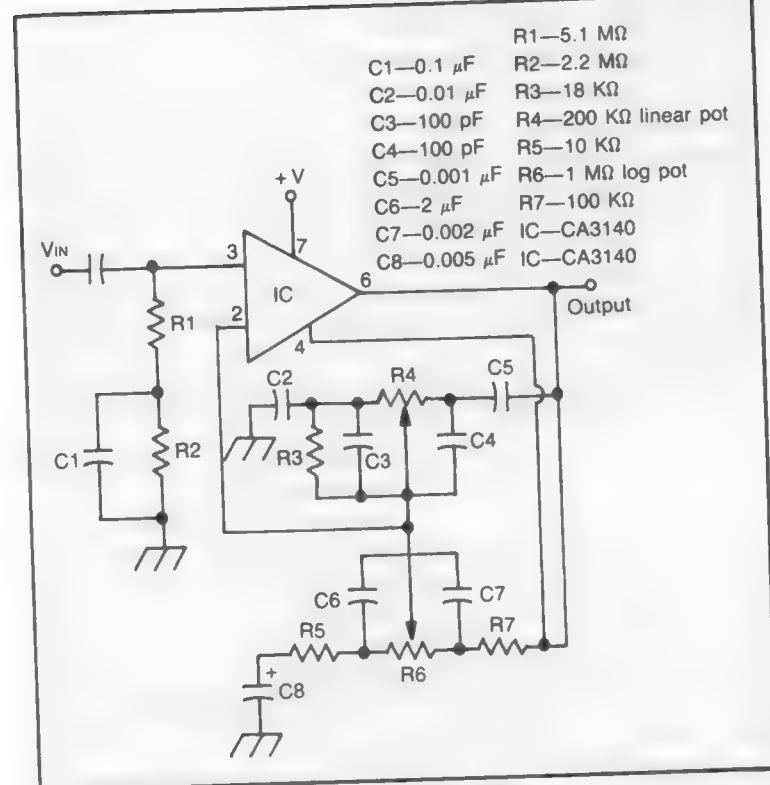 R1—5.1 MΩ
C1—0.1 μF R2—2.2 MΩ
C2—0.01 μF R3—18 KΩ
C3—100 pF R4—200 KΩ linear pot
C4—100 pF R5—10 KΩ
C5—0.001 μF R6—1 MΩ log pot
C6—2 μF R7—100 KΩ
C7—0.002 μF IC—CA3140
C8—0.005 μF IC—CA3140
+V
VIN
3
7
IC
6
2
4
Output
R1
C2
R4
C5
C1
R2
R3
C3
C4
C6
C7
R5
R6
R7
+
C8